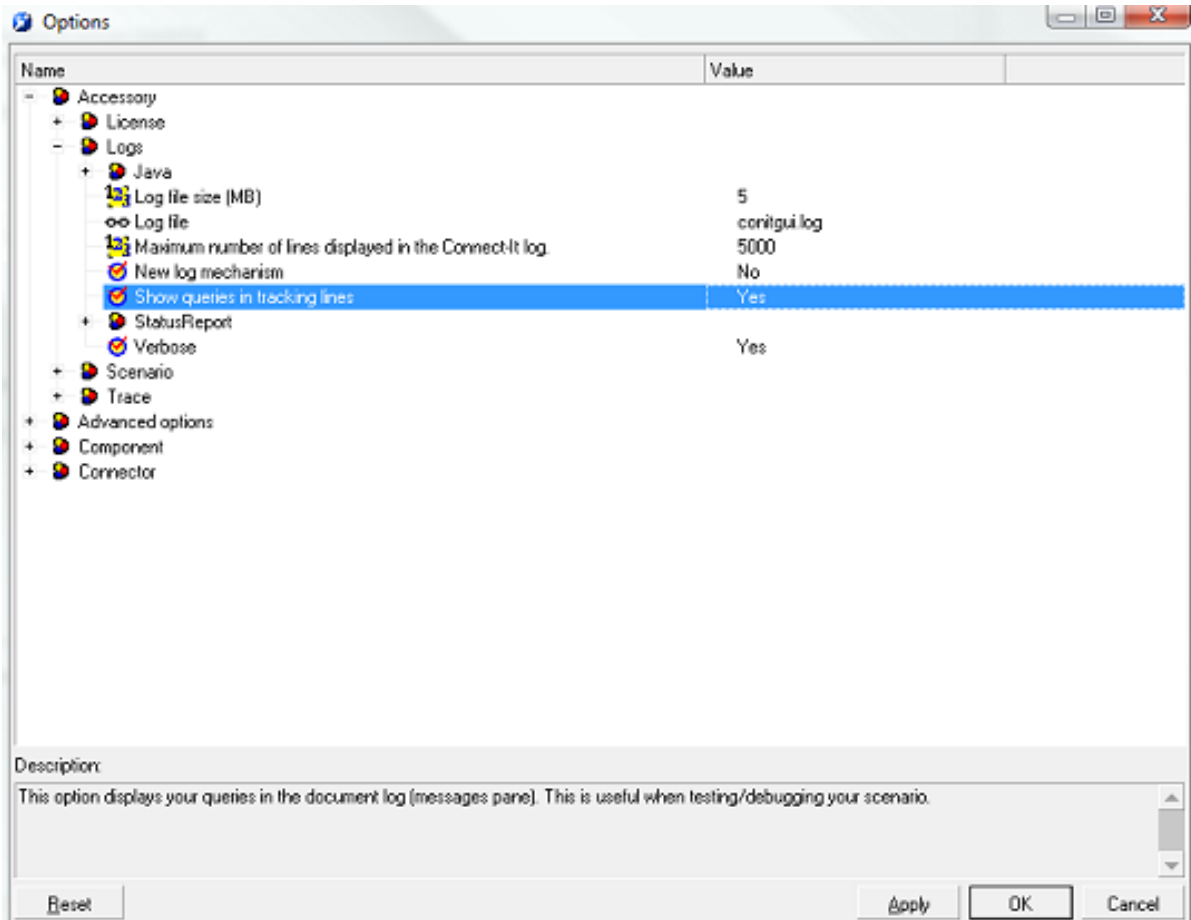 Options
Name Value
Accessory
License
Logs
Java
Log file size (MB) 5
Log file conitgui.log
Maximum number of lines displayed in the Connect-It log. 5000
New log mechanism No
Show queries in tracking lines Yes
StatusReport
Verbose Yes
Scenario
Trace
Advanced options
Component
Connector
Description:
This option displays your queries in the document log (messages pane). This is useful when testing/debugging your scenario.
Reset Apply OK Cancel